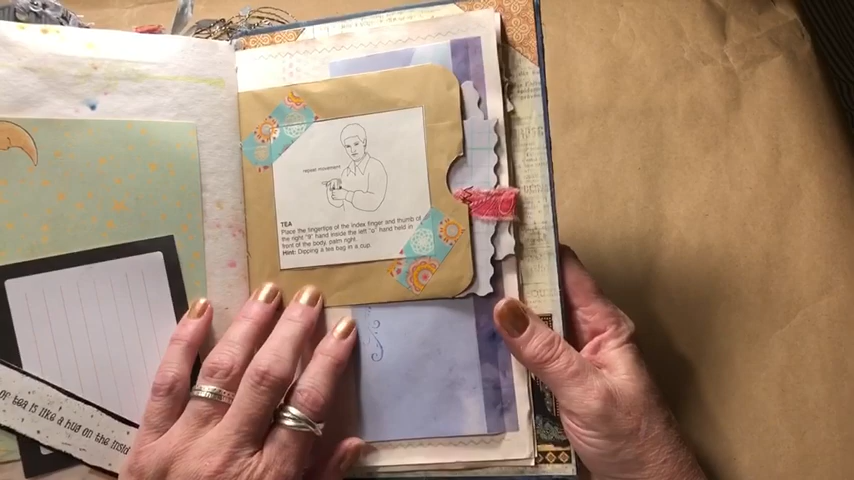 repeat movement
TEA
Place the fingertips of the index finger and thumb of
the right "9" hand inside the left "o" hand held in
front of the body, palm right.
Hint: Dipping a tea bag in a cup.
of tea is like a hug on the insid